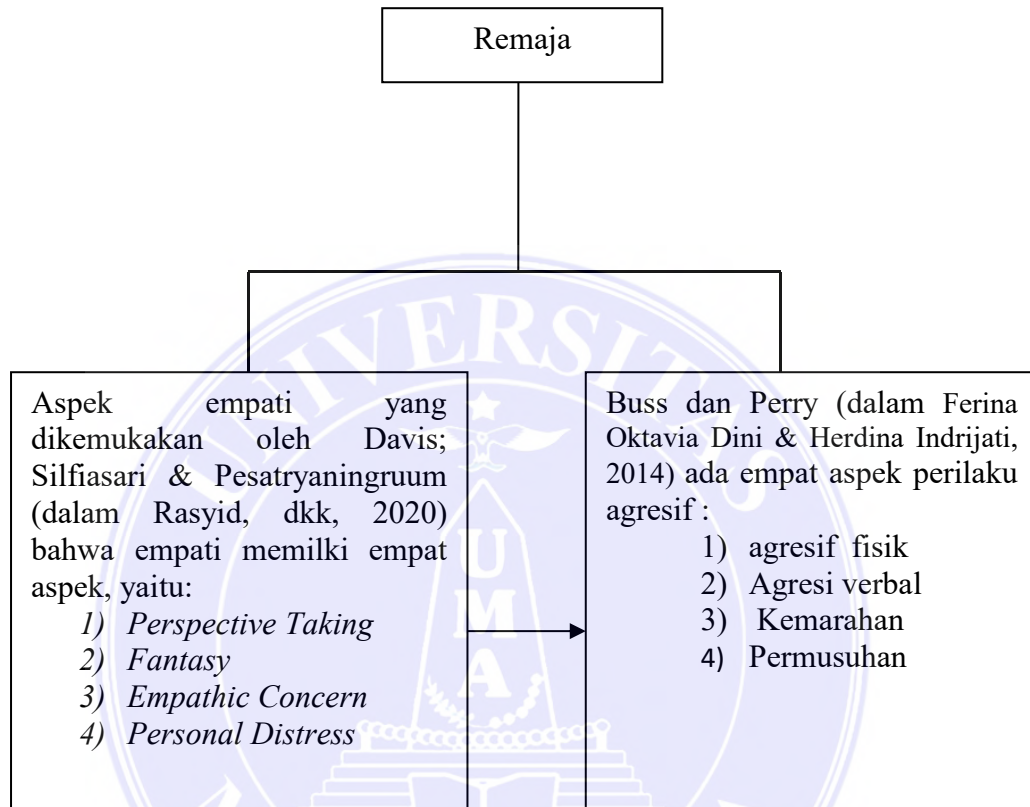 Remaja
Aspek empati yang
dikemukakan oleh Davis;
Silfiasari & Pesatryaningruum
(dalam Rasyid, dkk, 2020)
bahwa empati memilki empat
aspek, yaitu:
1) Perspective Taking
2) Fantasy
3) Empathic Concern
4) Personal Distress
Buss dan Perry (dalam Ferina
Oktavia Dini & Herdina Indrijati,
2014) ada empat aspek perilaku
agresif :
1) agresif fisik
2) Agresi verbal
3) Kemarahan
4) Permusuhan
UNIVERSITAS
UMA